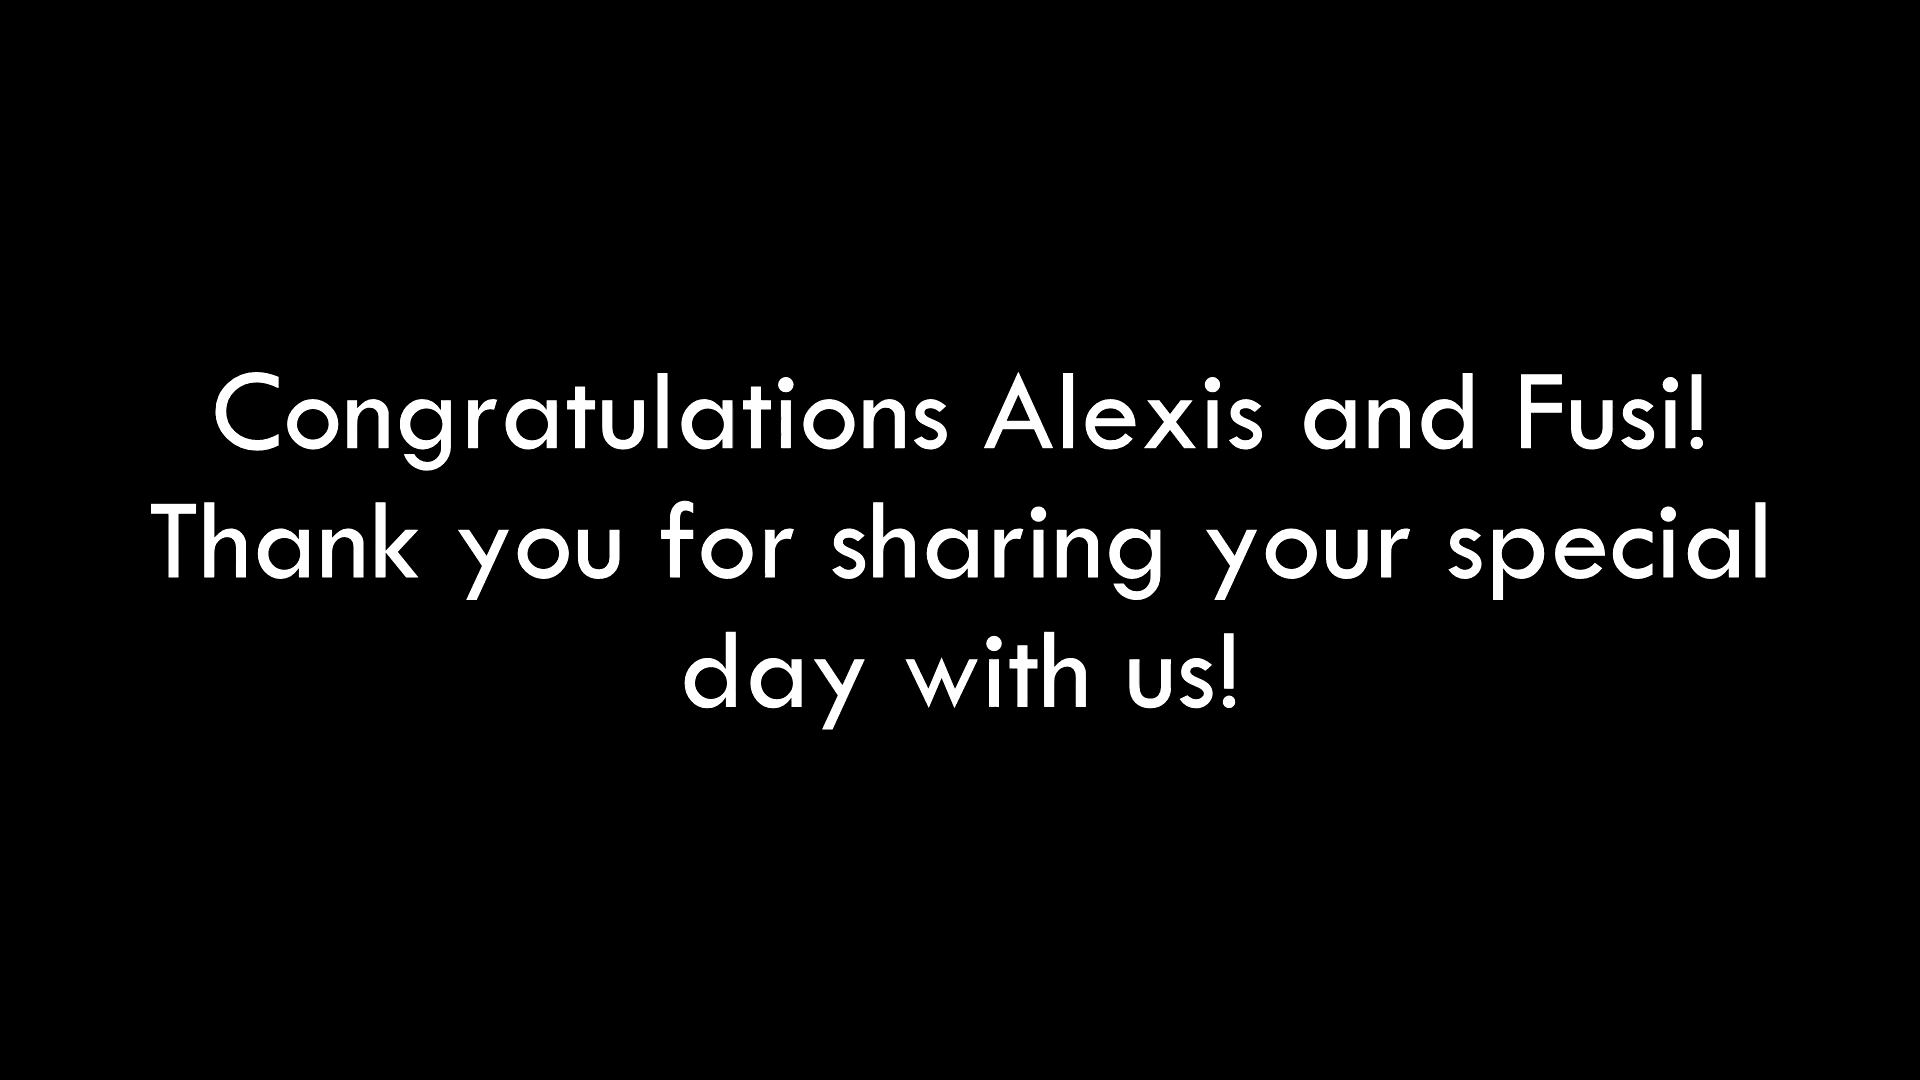 Congratulations Alexis and Fusi!
Thank you for sharing your special
day with us!